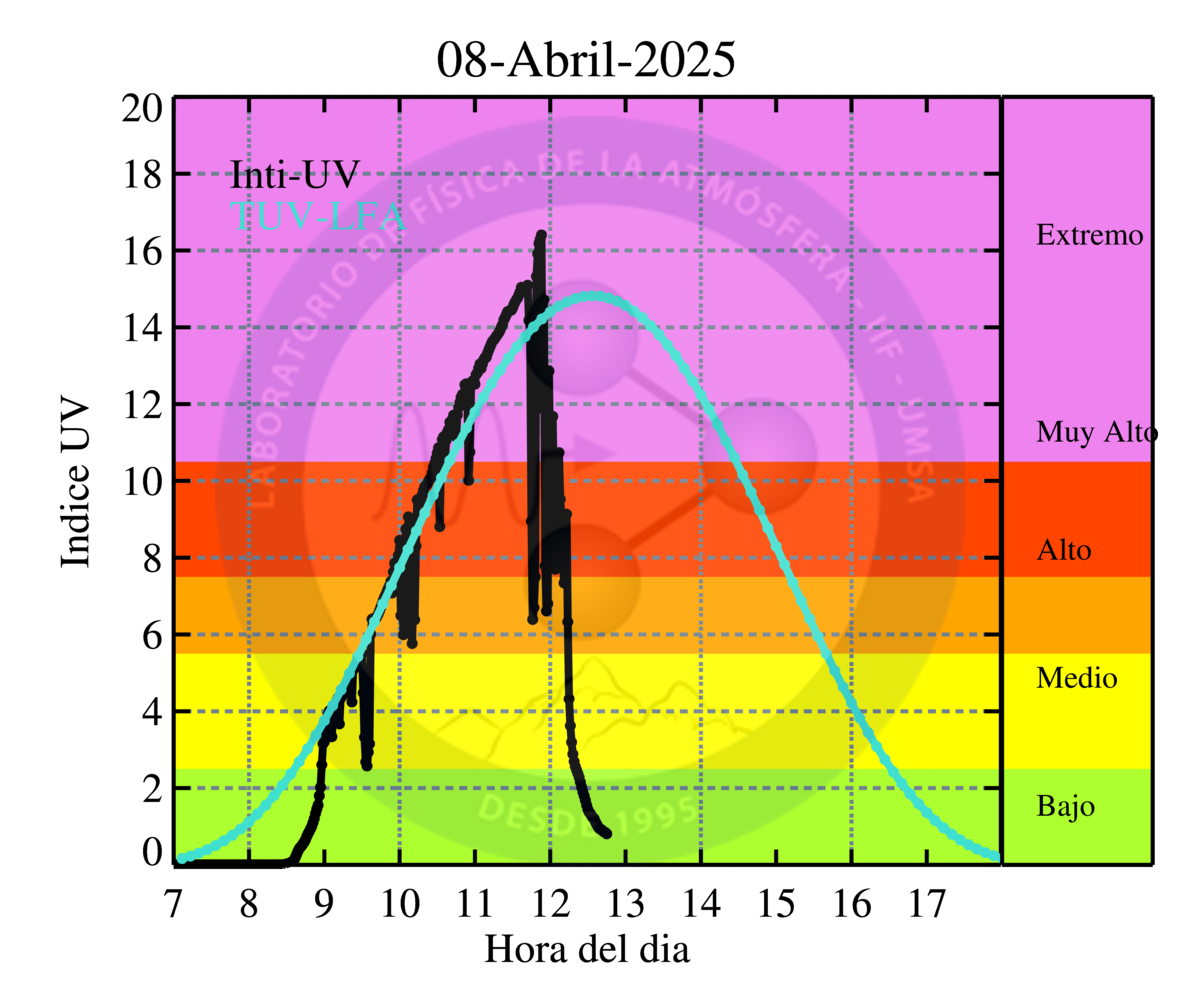 08-Abril-2025
20
18
16
14
12
10
8
6
4
2
0
Indice UV
Inti-UV
TUV-LFA
LABORATORIO DE FÍSICA DE LA ATMÓSFERA - IIF - UMSA
DESDE 1995
Extremo
Muy Alto
Alto
Medio
Bajo
7 8 9 10 11 12 13 14 15 16 17
Hora del dia